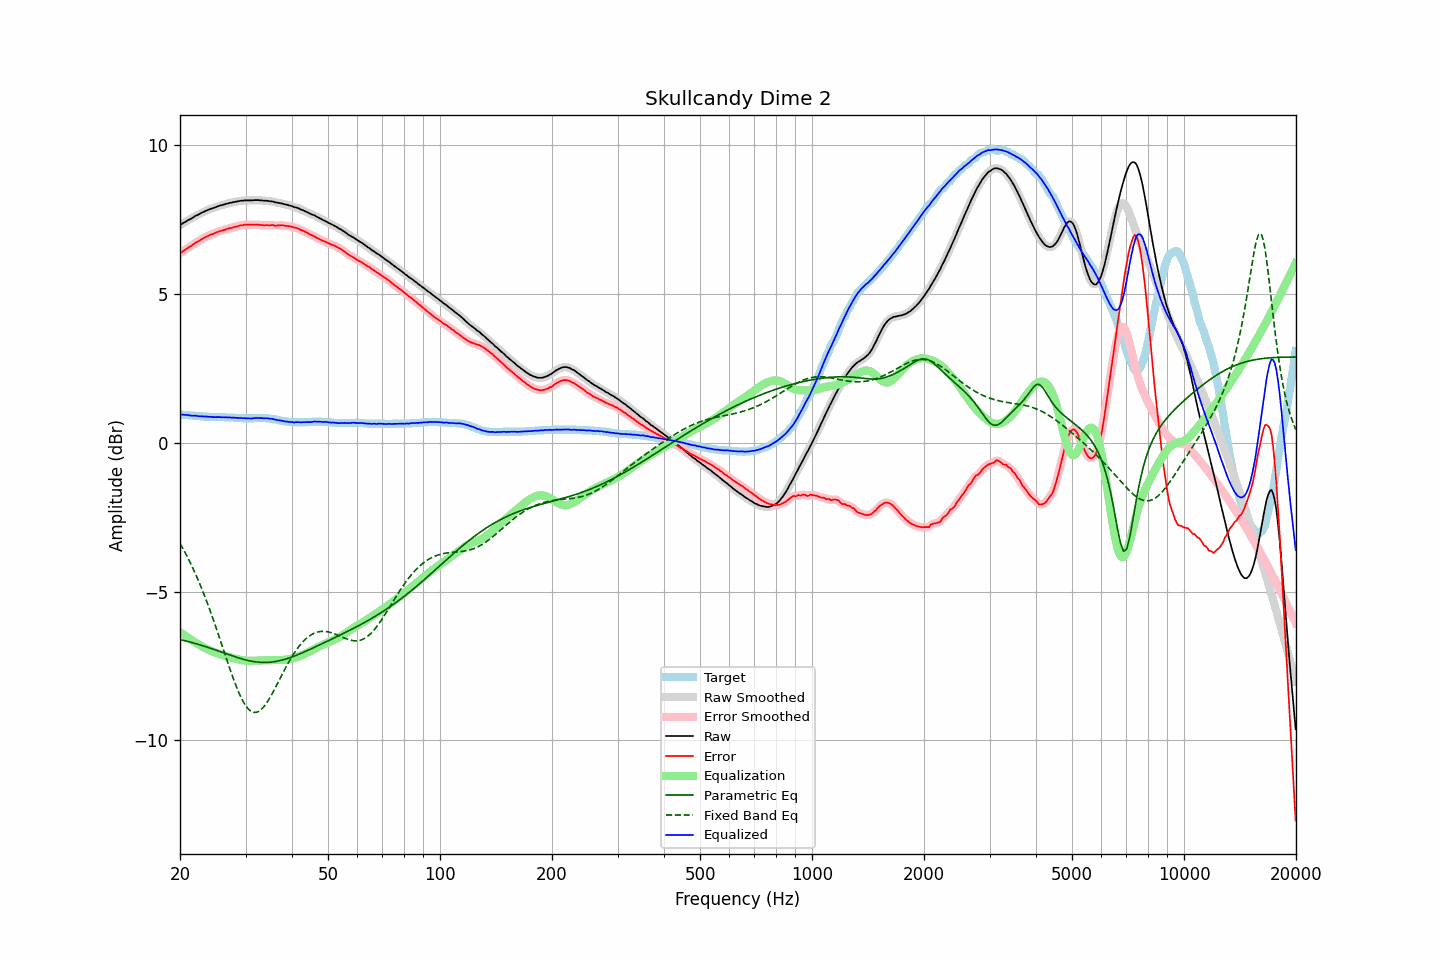 Skullcandy Dime 2
10
5
0
−5
−10
Amplitude (dBr)
20
50
100
200
500
1000
2000
5000
10000
20000
Frequency (Hz)
Target
Raw Smoothed
Error Smoothed
Raw
Error
Equalization
Parametric Eq
Fixed Band Eq
Equalized